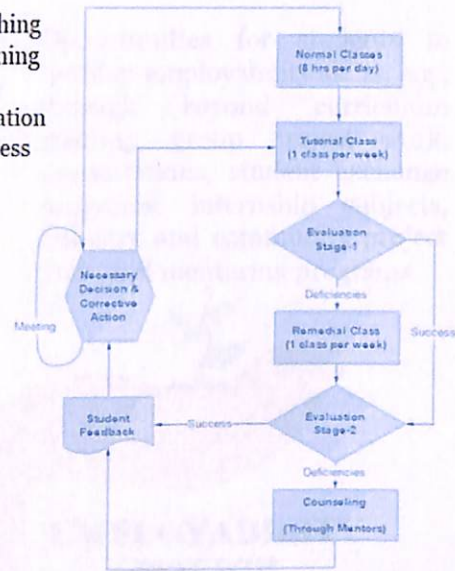 hing
ning
ation
ess
Normal Classes
(8 hrs per day)
Tutorial Class
(1 class per week)
Evaluation
Stage-1
Deficiencies
Necessary
Decision &
Corrective
Action
Meeting
Remedial Class
(1 class per week)
Success
Student
Feedback
Success
Evaluation
Stage-2
Deficiencies
Counseling
(Through Mentors)